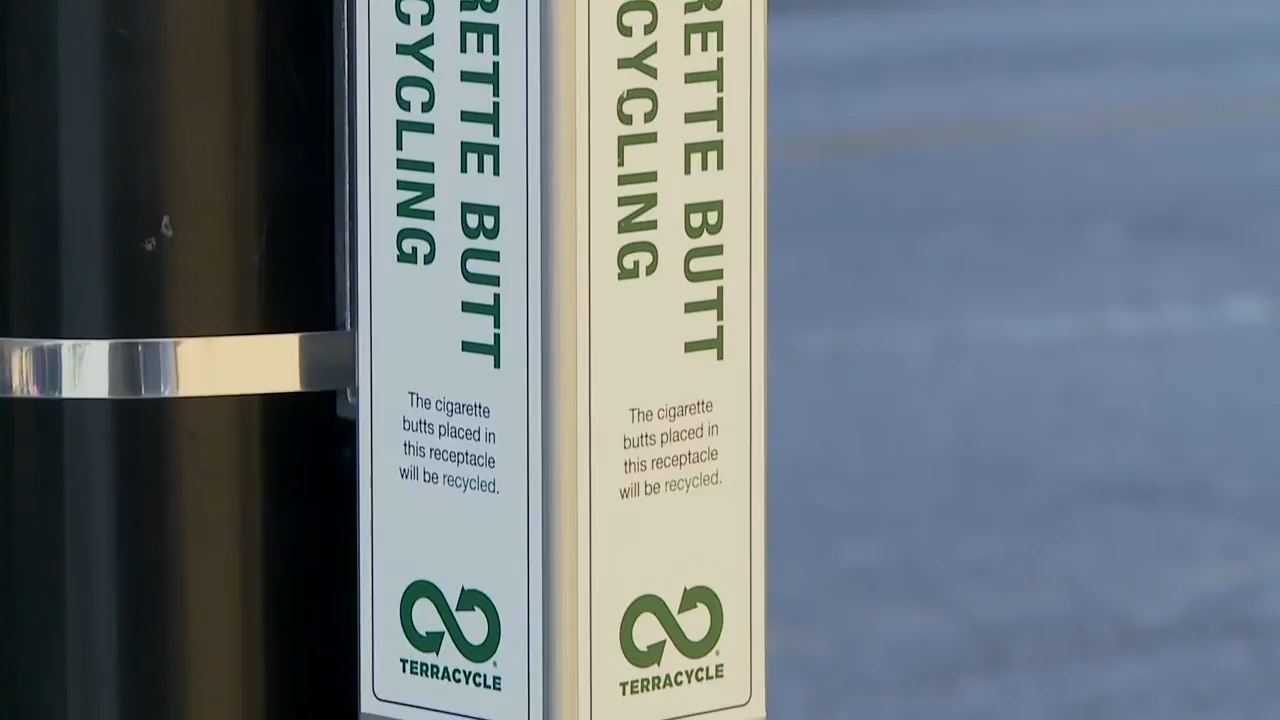 RETTE BUTT
CYCLING
The cigarette
butts placed in
this receptacle
will be recycled.
TERRACYCLE
RETTE BUTT
CYCLING
The cigarette
butts placed in
this receptacle
will be recycled.
TERRACYCLE